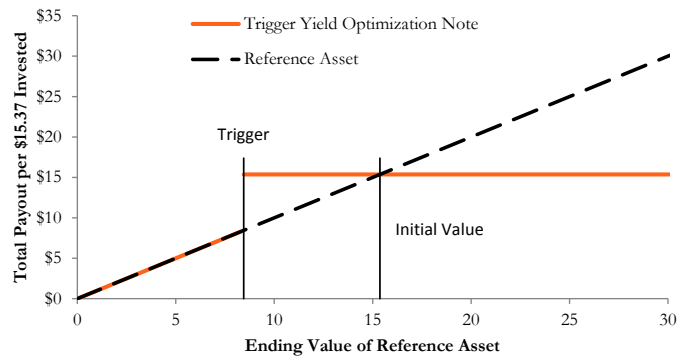 Total Payout per $15.37 Invested
$35
$30
$25
$20
$15
$10
$5
$0
Trigger Yield Optimization Note
Reference Asset
Trigger
Initial Value
0
5
10
15
20
25
30
Ending Value of Reference Asset